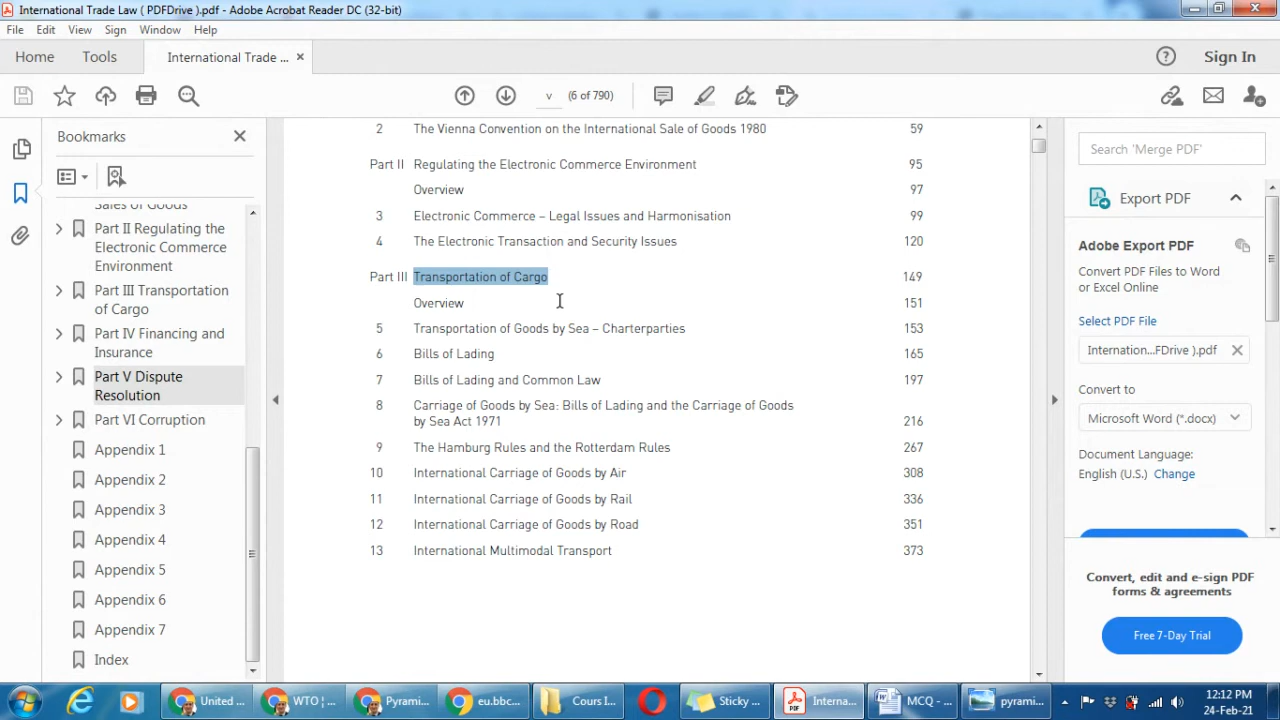 International Trade Law ( PDFDrive ).pdf - Adobe Acrobat Reader DC (32-bit)
File Edit View Sign Window Help
Home Tools International Trade ... × ? Sign In
v (6 of 790)
Bookmarks
Sales of Goods
Part II Regulating the
Electronic Commerce
Environment
Part III Transportation
of Cargo
Part IV Financing and
Insurance
Part V Dispute
Resolution
Part VI Corruption
Appendix 1
Appendix 2
Appendix 3
Appendix 4
Appendix 5
Appendix 6
Appendix 7
Index
2 The Vienna Convention on the International Sale of Goods 1980 59
Part II Regulating the Electronic Commerce Environment 95
Overview 97
3 Electronic Commerce – Legal Issues and Harmonisation 99
4 The Electronic Transaction and Security Issues 120
Part III Transportation of Cargo 149
Overview 151
5 Transportation of Goods by Sea – Charterparties 153
6 Bills of Lading 165
7 Bills of Lading and Common Law 197
8 Carriage of Goods by Sea: Bills of Lading and the Carriage of Goods
by Sea Act 1971 216
9 The Hamburg Rules and the Rotterdam Rules 267
10 International Carriage of Goods by Air 308
11 International Carriage of Goods by Rail 336
12 International Carriage of Goods by Road 351
13 International Multimodal Transport 373
Search 'Merge PDF'
Export PDF
Adobe Export PDF
Convert PDF Files to Word
or Excel Online
Select PDF File
Internation...FDrive ).pdf
Convert to
Microsoft Word (*.docx)
Document Language:
English (U.S.) Change
Convert, edit and e-sign PDF
forms & agreements
Free 7-Day Trial
United ... WTO | ... Pyrami... eu.bbc... Cours I... Sticky ... Interna... MCQ - ... pyrami...
12:12 PM
24-Feb-21